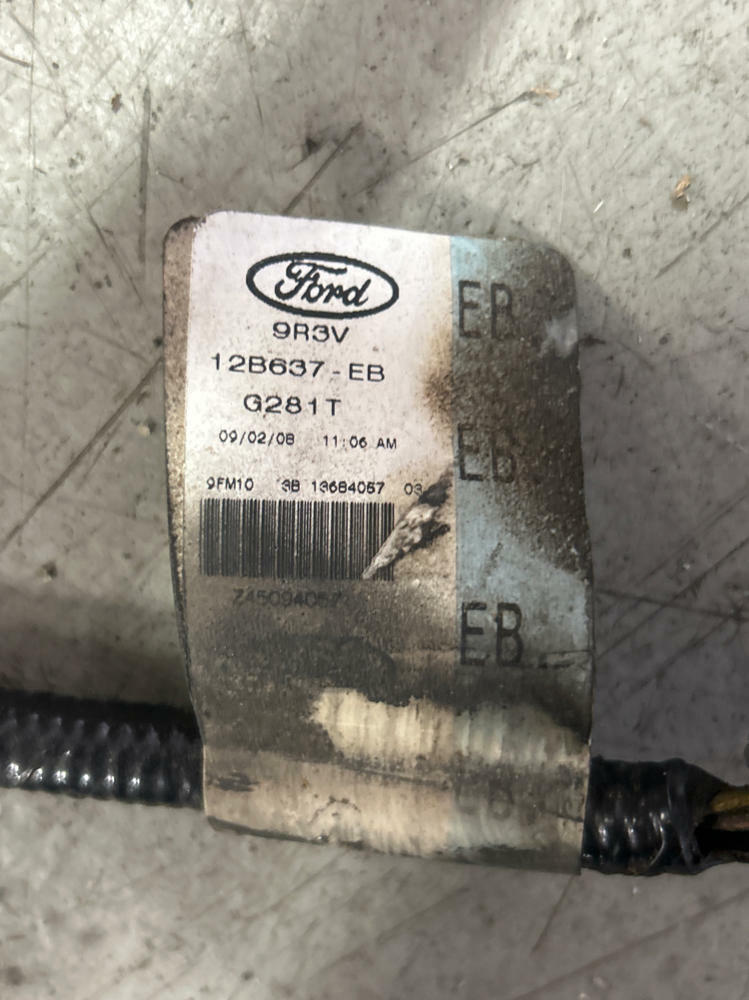 Ford
9R3V
12B637-EB
G281T
09/02/08 11:06 AM
9FM10 3B 13684057 03
EB
EB
EB